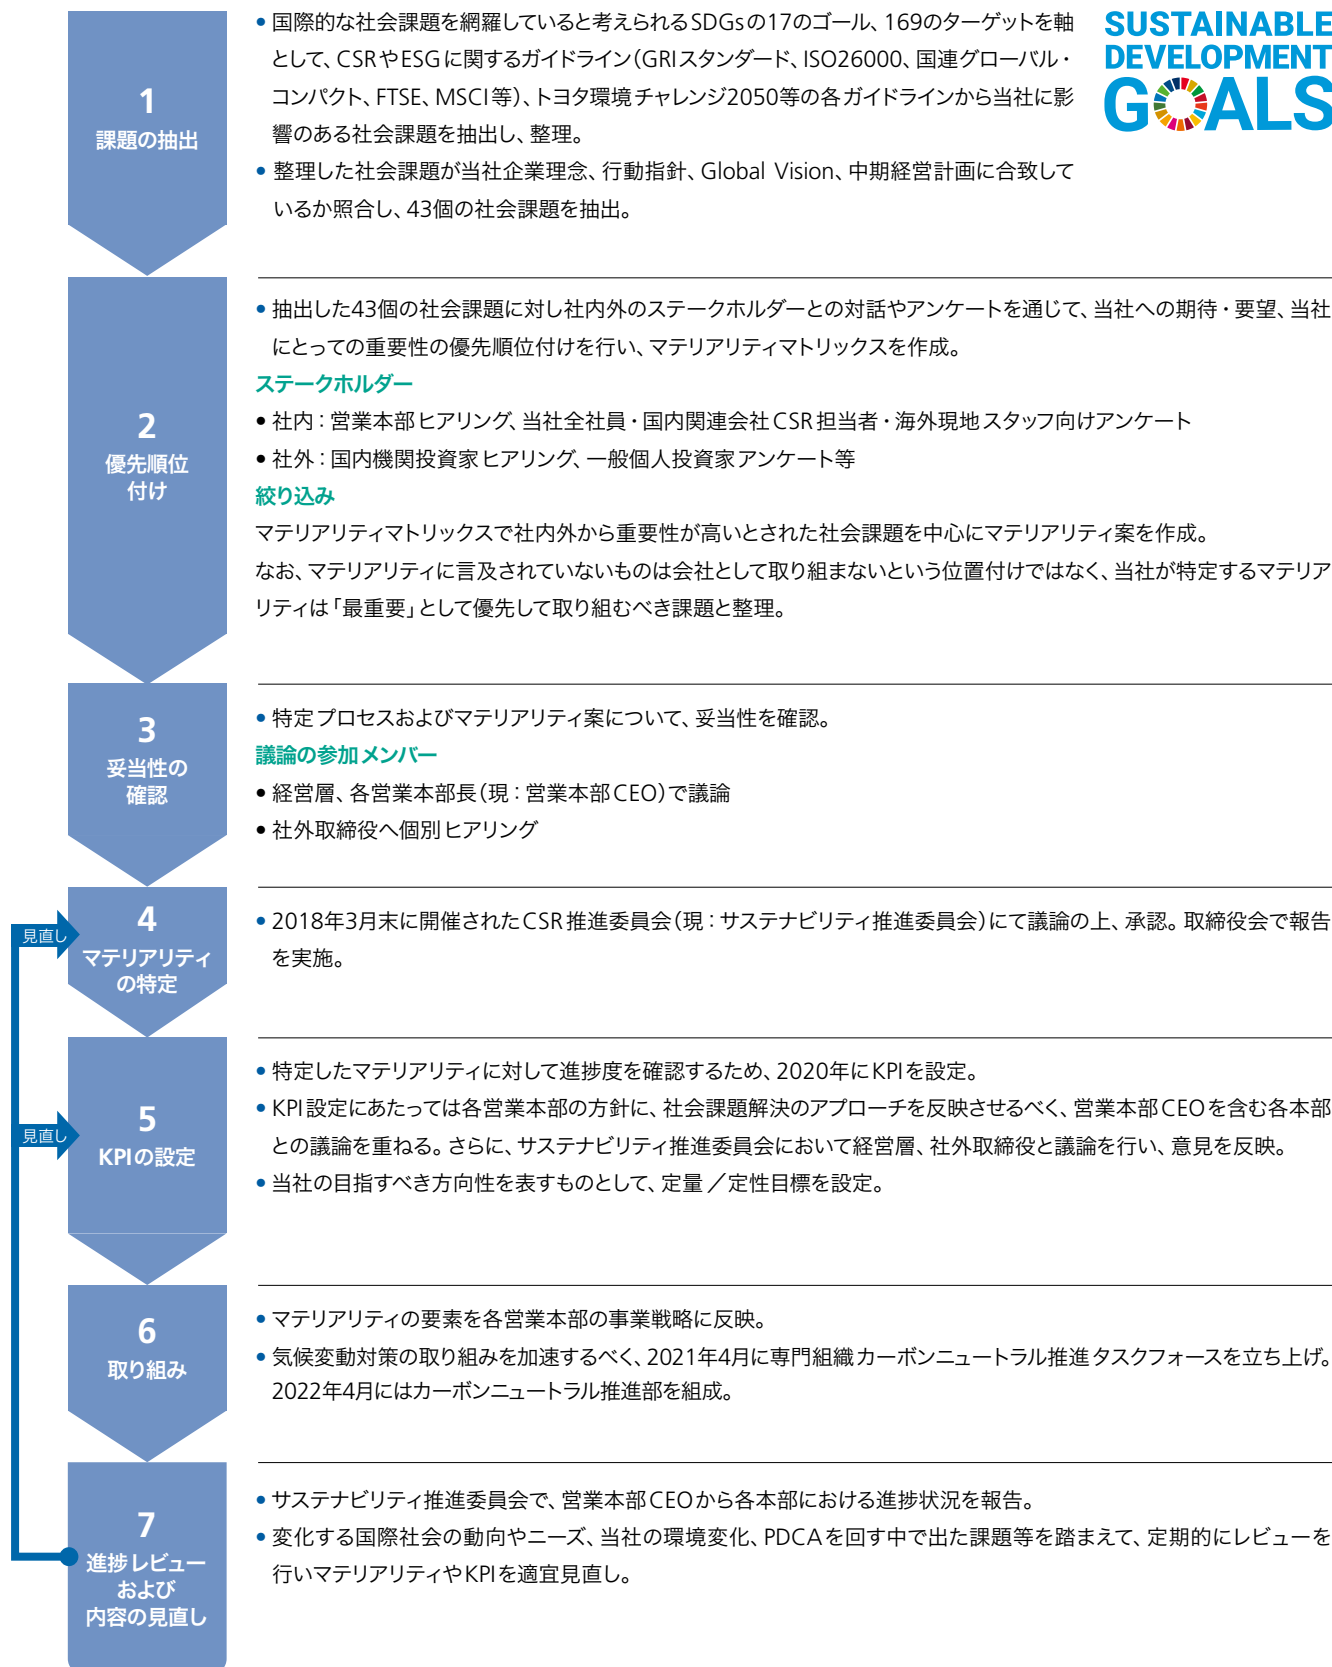 1
課題の抽出
• 国際的な社会課題を網羅していると考えられるSDGsの17のゴール、169のターゲットを軸
として、CSRやESGに関するガイドライン（GRIスタンダード、ISO26000、国連グローバル・
コンパクト、FTSE、MSCI等）、トヨタ環境チャレンジ2050等の各ガイドラインから当社に影
響のある社会課題を抽出し、整理。
• 整理した社会課題が当社企業理念、行動指針、Global Vision、中期経営計画に合致して
いるか照合し、43個の社会課題を抽出。
SUSTAINABLE
DEVELOPMENT
GOALS
2
優先順位
付け
• 抽出した43個の社会課題に対し社内外のステークホルダーとの対話やアンケートを通じて、当社への期待・要望、当社
にとっての重要性の優先順位付けを行い、マテリアリティマトリックスを作成。
ステークホルダー
• 社内：営業本部ヒアリング、当社全社員・国内関連会社CSR担当者・海外現地スタッフ向けアンケート
• 社外：国内機関投資家ヒアリング、一般個人投資家アンケート等
絞り込み
マテリアリティマトリックスで社内外から重要性が高いとされた社会課題を中心にマテリアリティ案を作成。
なお、マテリアリティに言及されていないものは会社として取り組まないという位置付けではなく、当社が特定するマテリア
リティは「最重要」として優先して取り組むべき課題と整理。
3
妥当性の
確認
• 特定プロセスおよびマテリアリティ案について、妥当性を確認。
議論の参加メンバー
• 経営層、各営業本部長（現：営業本部CEO）で議論
• 社外取締役へ個別ヒアリング
見直し
4
マテリアリティ
の特定
• 2018年3月末に開催されたCSR推進委員会（現：サステナビリティ推進委員会）にて議論の上、承認。取締役会で報告
を実施。
見直し
5
KPIの設定
• 特定したマテリアリティに対して進捗度を確認するため、2020年にKPIを設定。
• KPI設定にあたっては各営業本部の方針に、社会課題解決のアプローチを反映させるべく、営業本部CEOを含む各本部
との議論を重ねる。さらに、サステナビリティ推進委員会において経営層、社外取締役と議論を行い、意見を反映。
• 当社の目指すべき方向性を表すものとして、定量／定性目標を設定。
6
取り組み
• マテリアリティの要素を各営業本部の事業戦略に反映。
• 気候変動対策の取り組みを加速するべく、2021年4月に専門組織カーボンニュートラル推進タスクフォースを立ち上げ。
2022年4月にはカーボンニュートラル推進部を組成。
7
進捗レビュー
および
内容の見直し
• サステナビリティ推進委員会で、営業本部CEOから各本部における進捗状況を報告。
• 変化する国際社会の動向やニーズ、当社の環境変化、PDCAを回す中で出た課題等を踏まえて、定期的にレビューを
行いマテリアリティやKPIを適宜見直し。